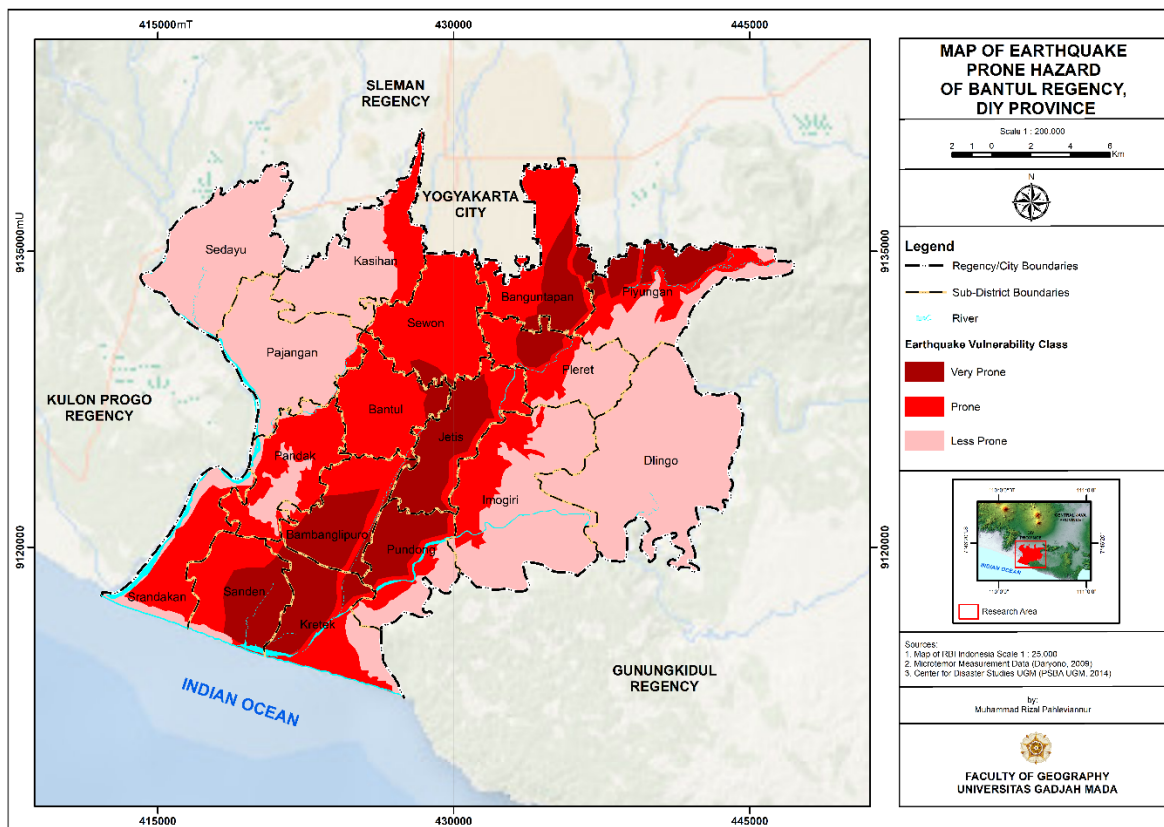 415000mT
430000
445000
SLEMAN
REGENCY
YOGYAKARTA
CITY
9135000mU
9135000
Sedayu
Kasihan
Banguntapan
Piyungan
Sewon
Pajangan
Pleret
KULON PROGO
REGENCY
Bantul
Jetis
Pandak
Dlingo
Imogiri
9120000
9120000
Bambanglipuro
Pundong
Srandakan
Sanden
Kretek
GUNUNGKIDUL
REGENCY
INDIAN OCEAN
415000
430000
445000
MAP OF EARTHQUAKE
PRONE HAZARD
OF BANTUL REGENCY,
DIY PROVINCE
Scale 1 : 200.000
2 1 0 2 4 6
Km
N
Legend
Regency/City Boundaries
Sub-District Boundaries
River
Earthquake Vulnerability Class
Very Prone
Prone
Less Prone
INDIAN OCEAN
Research Area
Sources:
1. Map of RBI Indonesia Scale 1 : 25.000
2. Microtemor Measurement Data (Daryono, 2009)
3. Center for Disaster Studies UGM (PSBA UGM, 2014)
by:
Muhammad Rizal Pahleviannur
FACULTY OF GEOGRAPHY
UNIVERSITAS GADJAH MADA